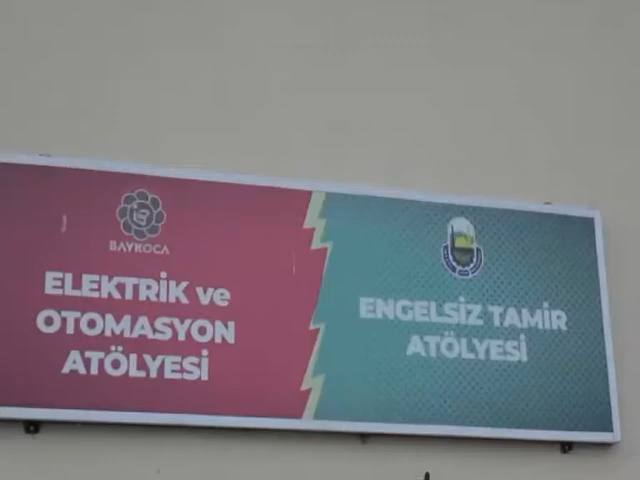 BAYKOCA
ELEKTRİK ve
OTOMASYON
ATÖLYESİ
ENGELSİZ TAMİR
ATÖLYESİ